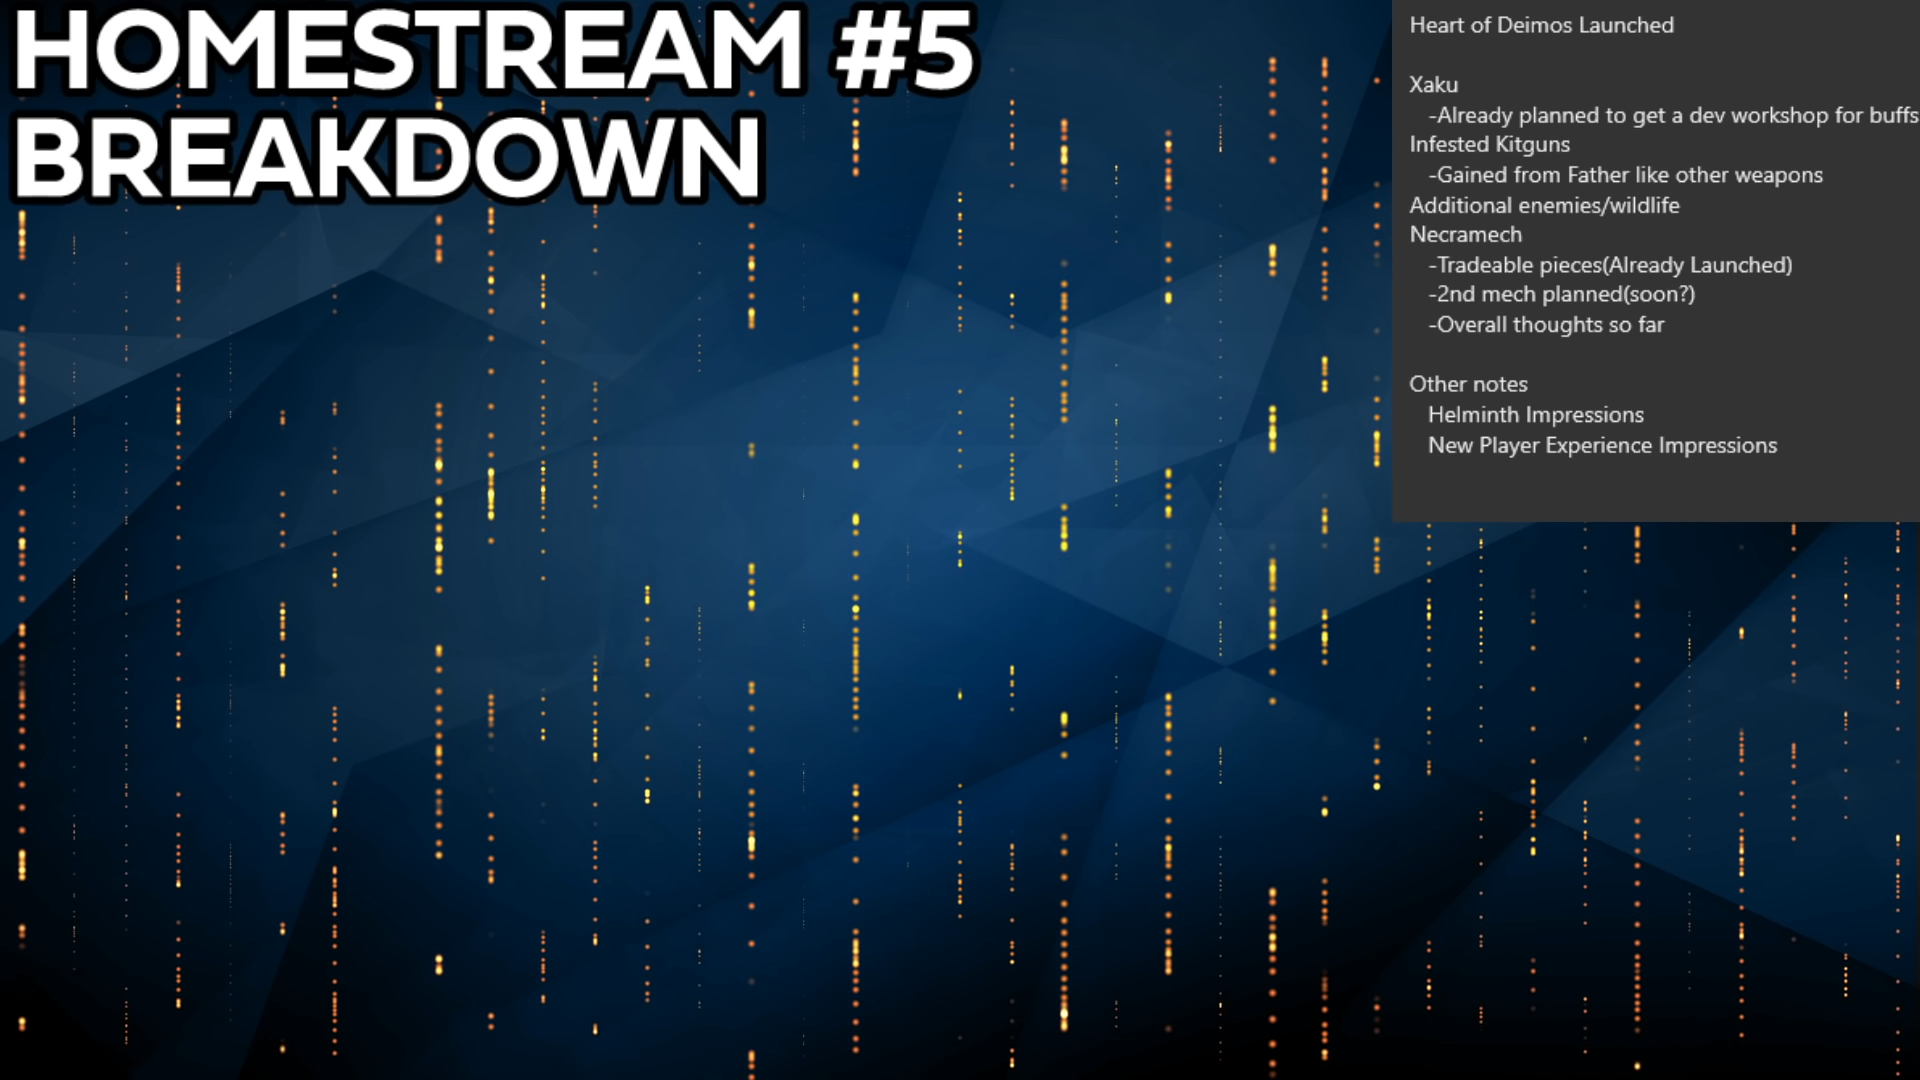 HOMESTREAM #5
BREAKDOWN
Heart of Deimos Launched
Xaku
-Already planned to get a dev workshop for buffs
Infested Kitguns
-Gained from Father like other weapons
Additional enemies/wildlife
Necramech
-Tradeable pieces(Already Launched)
-2nd mech planned(soon?)
-Overall thoughts so far
Other notes
Helminth Impressions
New Player Experience Impressions